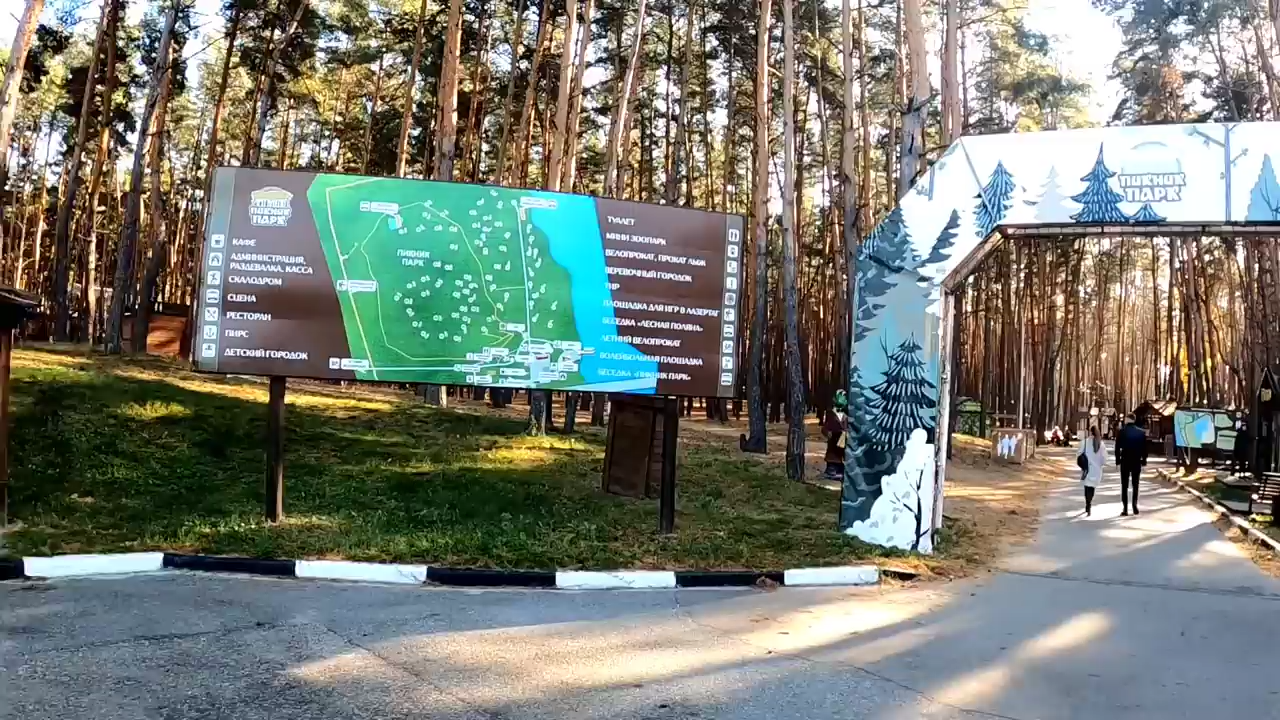 ПИКНИК
ПАРК
КАФЕ
АДМИНИСТРАЦИЯ,
РАЗДЕВАЛКА, КАССА
СКАЛОДРОМ
СЦЕНА
РЕСТОРАН
ПИРС
ДЕТСКИЙ ГОРОДОК
ПИКНИК
ПАРК
ТУАЛЕТ
МИНИ ЗООПАРК
ВЕЛОПРОКАТ, ПРОКАТ ЛЫЖ
ВЕРЕВОЧНЫЙ ГОРОДОК
ТИР
ПЛОЩАДКА ДЛЯ ИГР В ЛАЗЕРТАГ
БЕСЕДКА «ЛЕСНАЯ ПОЛЯНА»
ЛЕТНИЙ ВЕЛОПРОКАТ
ВОЛЕЙБОЛЬНАЯ ПЛОЩАДКА
БЕСЕДКА «ПИКНИК ПАРК»
ПИКНИК
ПАРК